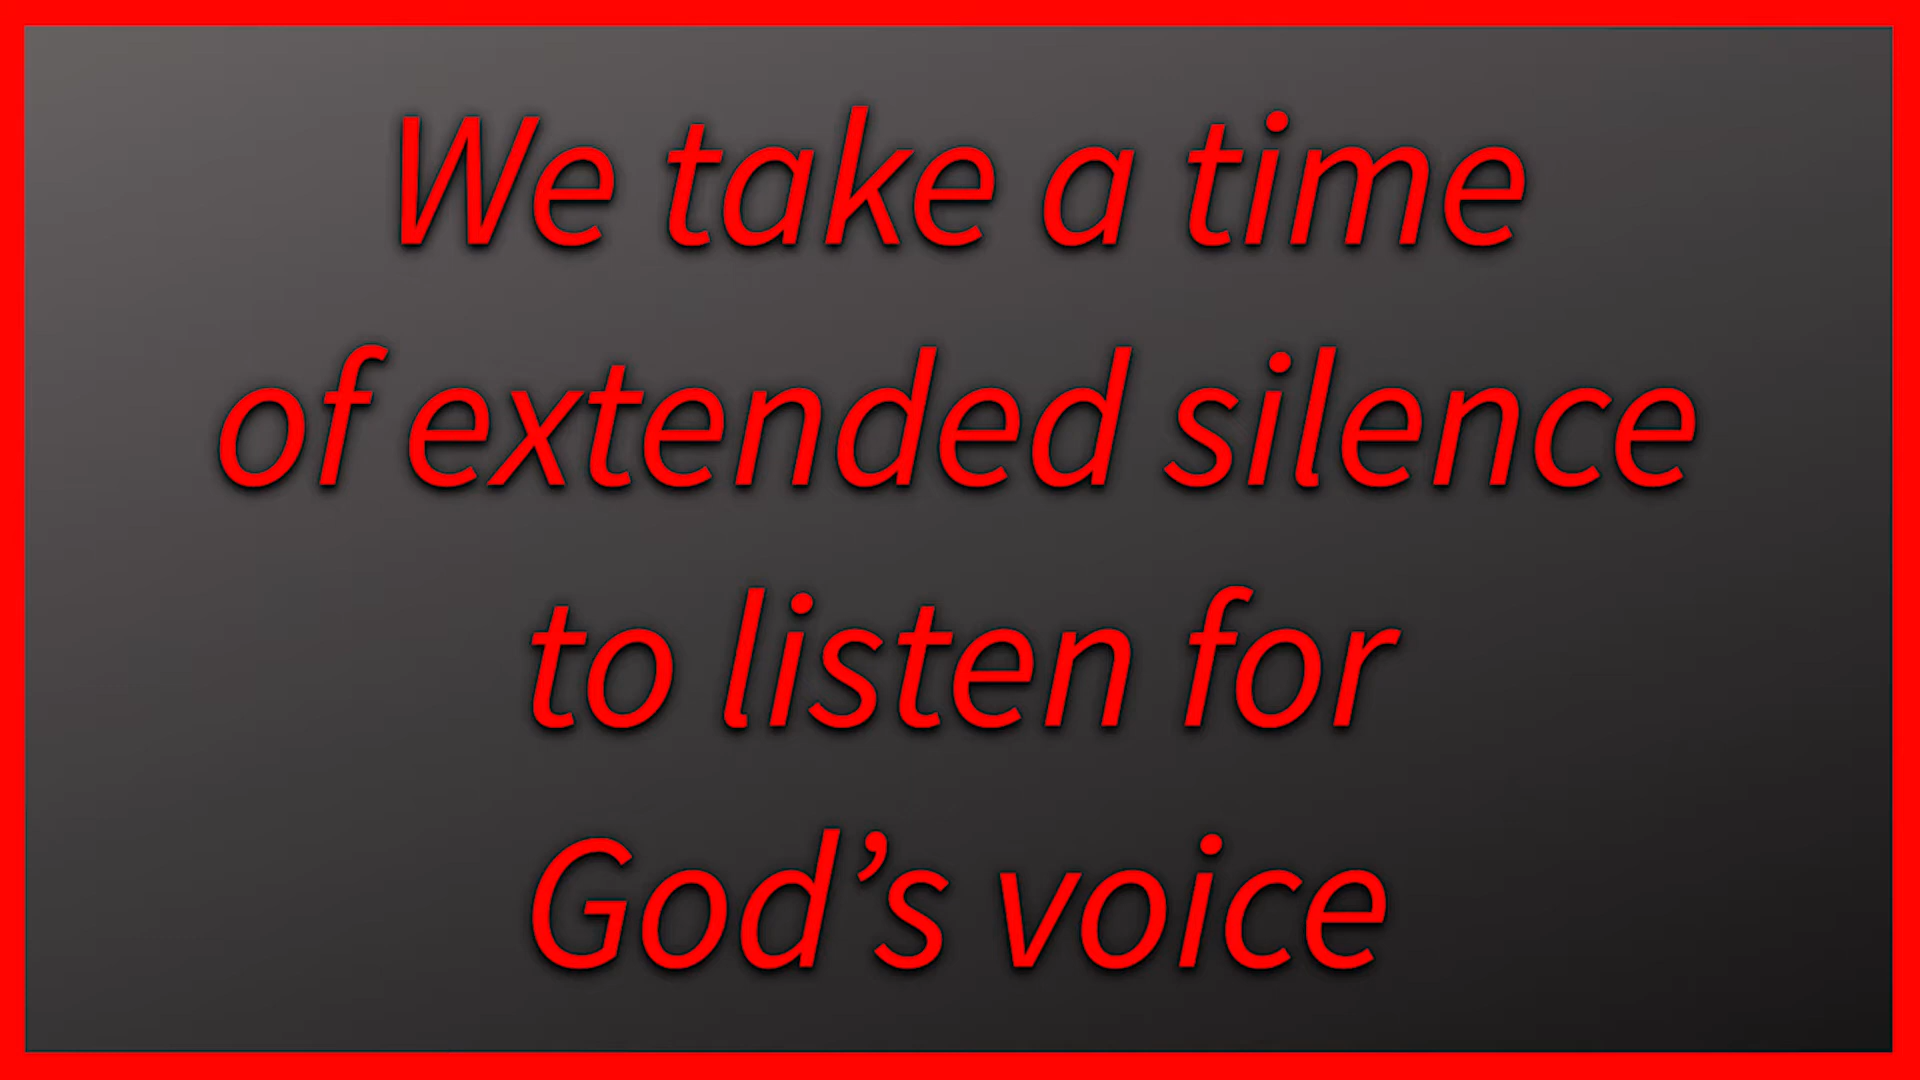 We take a time
of extended silence
to listen for
God’s voice